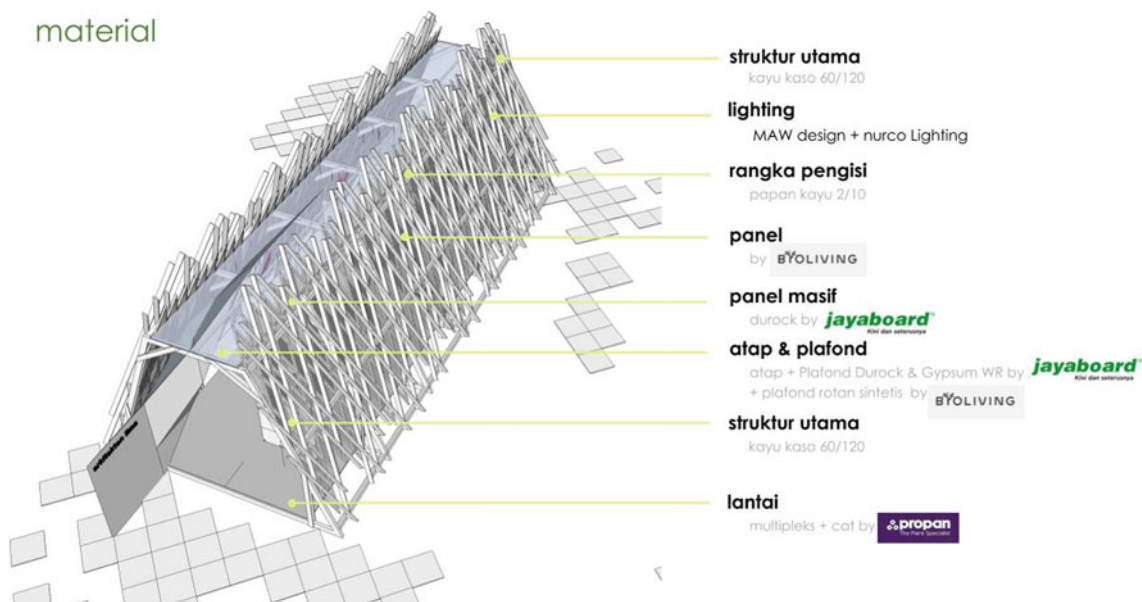 material
struktur utama
kayu kaso 60/120
lighting
MAW design + nurco Lighting
rangka pengisi
papan kayu 2/10
panel
by BYOLIVING
panel masif
durock by jayaboard
Kini dan seterusnya
atap & plafond
atap + Plafond Durock & Gypsum WR by jayaboard
Kini dan seterusnya
+ plafond rotan sintetis by BYOLIVING
struktur utama
kayu kaso 60/120
lantai
multipleks + cat by propan
The Paint Specialist